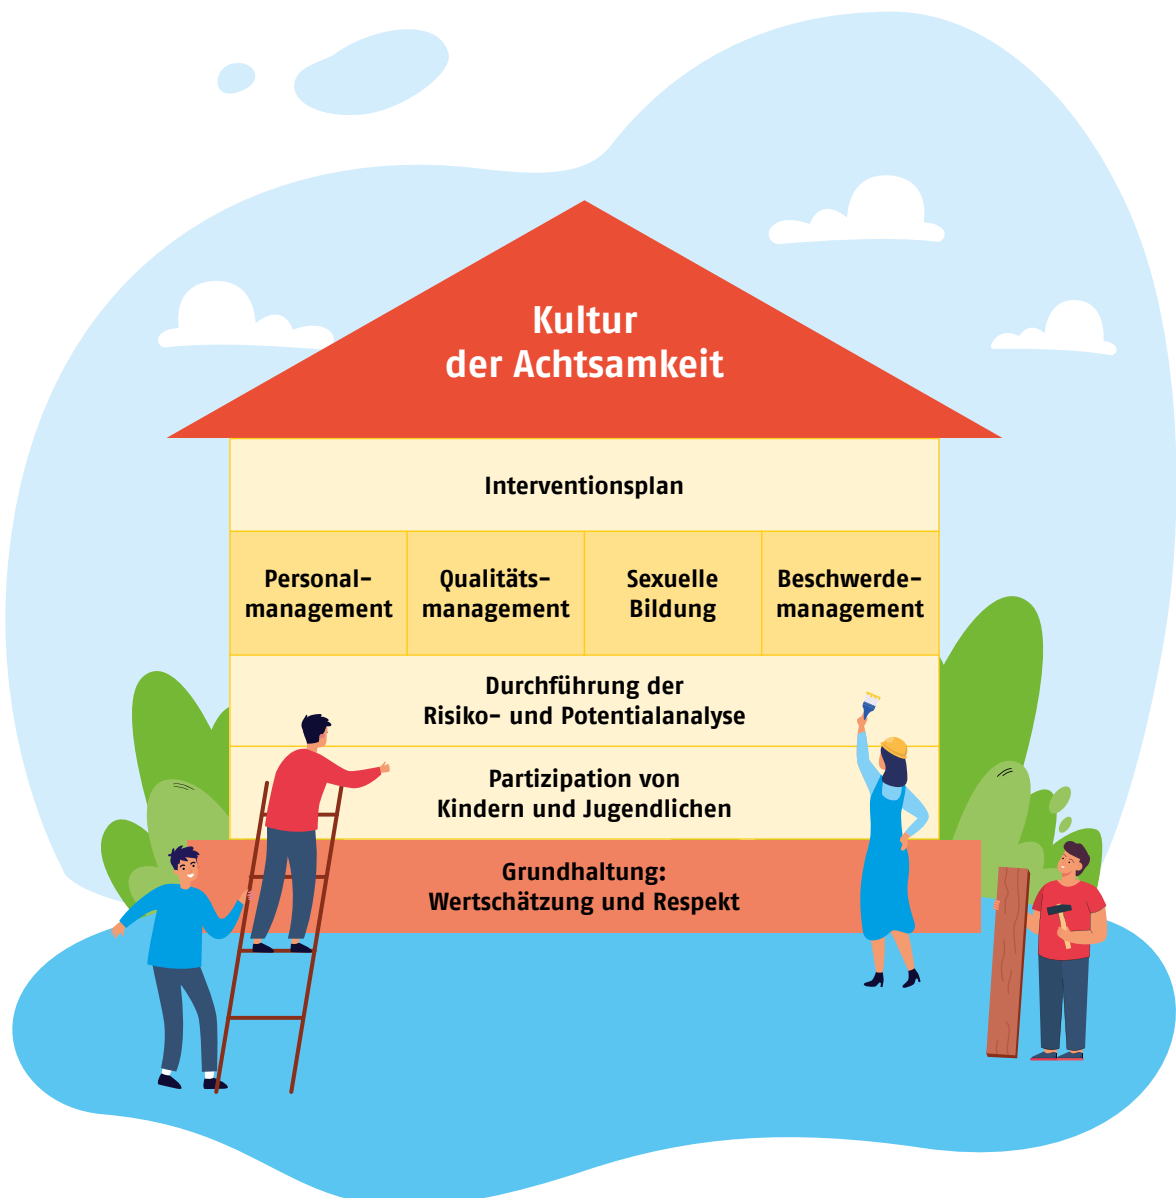 Kultur
der Achtsamkeit
Interventionsplan
Personal-
management
Qualitäts-
management
Sexuelle
Bildung
Beschwerde-
management
Durchführung der
Risiko- und Potentialanalyse
Partizipation von
Kindern und Jugendlichen
Grundhaltung:
Wertschätzung und Respekt